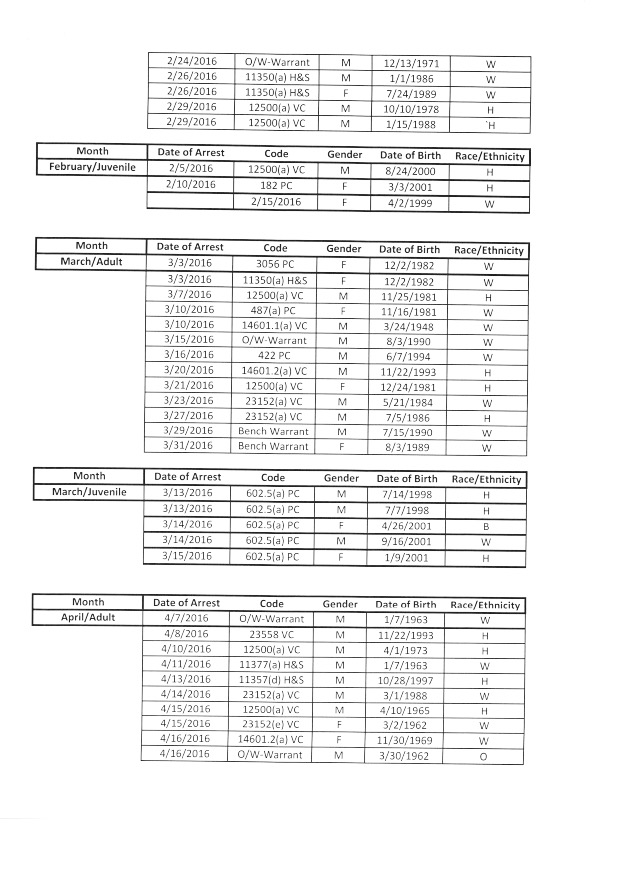 2/24/2016 O/W-Warrant M 12/13/1971 W
2/26/2016 11350(a) H&S M 1/1/1986 W
2/26/2016 11350(a) H&S F 7/24/1989 W
2/29/2016 12500(a) VC M 10/10/1978 H
2/29/2016 12500(a) VC M 1/15/1988 `H
Month Date of Arrest Code Gender Date of Birth Race/Ethnicity
February/Juvenile 2/5/2016 12500(a) VC M 8/24/2000 H
2/10/2016 182 PC F 3/3/2001 H
2/15/2016 F 4/2/1999 W
Month Date of Arrest Code Gender Date of Birth Race/Ethnicity
March/Adult 3/3/2016 3056 PC F 12/2/1982 W
3/3/2016 11350(a) H&S F 12/2/1982 W
3/7/2016 12500(a) VC M 11/25/1981 H
3/10/2016 487(a) PC F 11/16/1981 W
3/10/2016 14601.1(a) VC M 3/24/1948 W
3/15/2016 O/W-Warrant M 8/3/1990 W
3/16/2016 422 PC M 6/7/1994 W
3/20/2016 14601.2(a) VC M 11/22/1993 H
3/21/2016 12500(a) VC F 12/24/1981 H
3/23/2016 23152(a) VC M 5/21/1984 W
3/27/2016 23152(a) VC M 7/5/1986 H
3/29/2016 Bench Warrant M 7/15/1990 W
3/31/2016 Bench Warrant F 8/3/1989 W
Month Date of Arrest Code Gender Date of Birth Race/Ethnicity
March/Juvenile 3/13/2016 602.5(a) PC M 7/14/1998 H
3/13/2016 602.5(a) PC M 7/7/1998 H
3/14/2016 602.5(a) PC F 4/26/2001 B
3/14/2016 602.5(a) PC M 9/16/2001 W
3/15/2016 602.5(a) PC F 1/9/2001 H
Month Date of Arrest Code Gender Date of Birth Race/Ethnicity
April/Adult 4/7/2016 O/W-Warrant M 1/7/1963 W
4/8/2016 23558 VC M 11/22/1993 H
4/10/2016 12500(a) VC M 4/1/1973 H
4/11/2016 11377(a) H&S M 1/7/1963 W
4/13/2016 11357(d) H&S M 10/28/1997 H
4/14/2016 23152(a) VC M 3/1/1988 W
4/15/2016 12500(a) VC M 4/10/1965 H
4/15/2016 23152(e) VC F 3/2/1962 W
4/16/2016 14601.2(a) VC F 11/30/1969 W
4/16/2016 O/W-Warrant M 3/30/1962 O